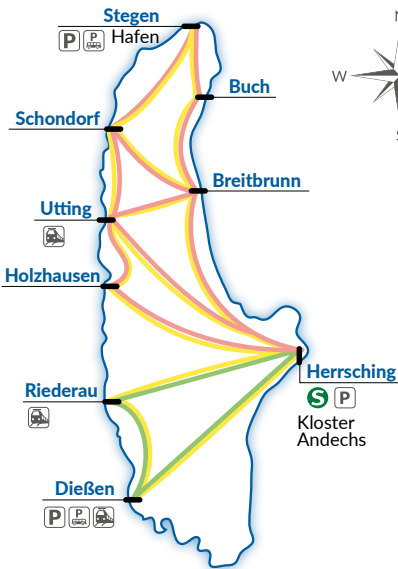 Stegen
P P Hafen
N
W
S
Buch
Schondorf
Breitbrunn
Utting
Holzhausen
Herrsching
S P
Kloster
Andechs
Riederau
Dießen
P P